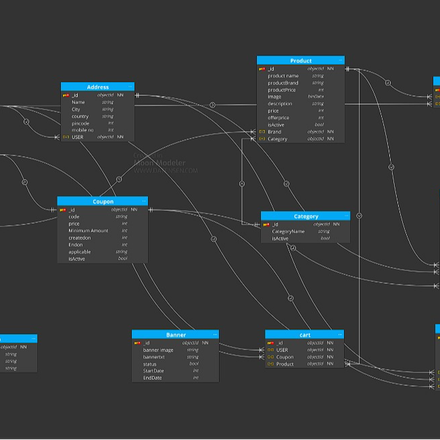 Product
_id objectId NN
product name string
productBrand string
productPrice int
image
description string
price int
offerprice int
isActive bool
Brand objectId NN
Category objectId NN
Address
_id objectId NN
Name string
City string
country string
pincode int
mobile no int
USER objectId NN
Moon Modeler
Coupon
_id objectId NN
code string
price int
Minimum Amount int
createdon int
Endon int
applicable string
isActive bool
Category
_id objectId NN
CategoryName string
isActive bool
Banner
_id objectId NN
banner image string
bannertxt string
status bool
StartDate int
EndDate int
cart
_id objectId NN
USER objectId NN
Coupon objectId NN
Product objectId NN
NN
string
string
string